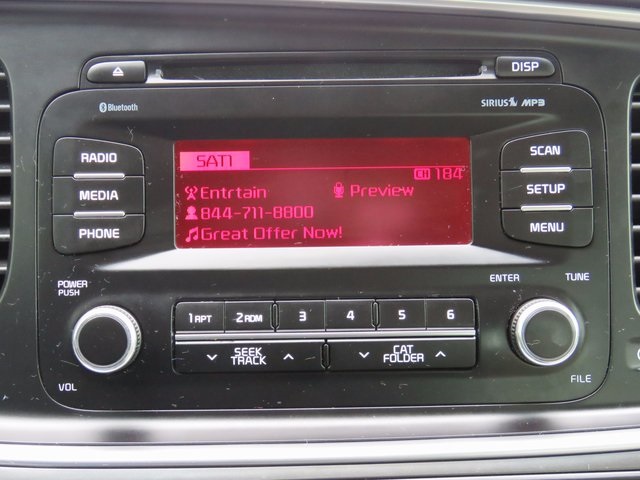 DISP
Bluetooth
SIRIUS MP3
RADIO
MEDIA
PHONE
SAT1
CH 184
Entrtain Preview
844-711-8800
Great Offer Now!
SCAN
SETUP
MENU
POWER
PUSH
VOL
1 RPT 2 RDM 3 4 5 6
SEEK
TRACK
CAT
FOLDER
ENTER TUNE
FILE